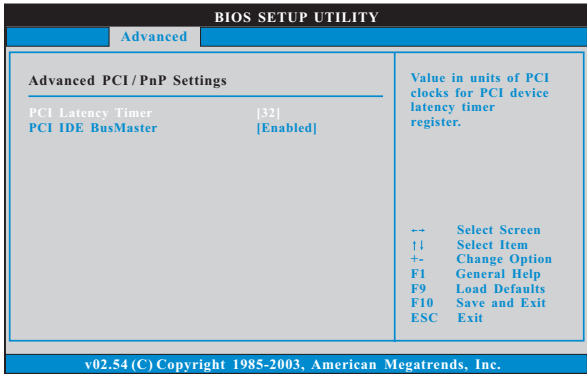 BIOS SETUP UTILITY
Advanced
Advanced PCI / PnP Settings
PCI Latency Timer [32]
PCI IDE BusMaster [Enabled]
Value in units of PCI
clocks for PCI device
latency timer
register.
←→ Select Screen
↑↓ Select Item
+- Change Option
F1 General Help
F9 Load Defaults
F10 Save and Exit
ESC Exit
v02.54 (C) Copyright 1985-2003, American Megatrends, Inc.